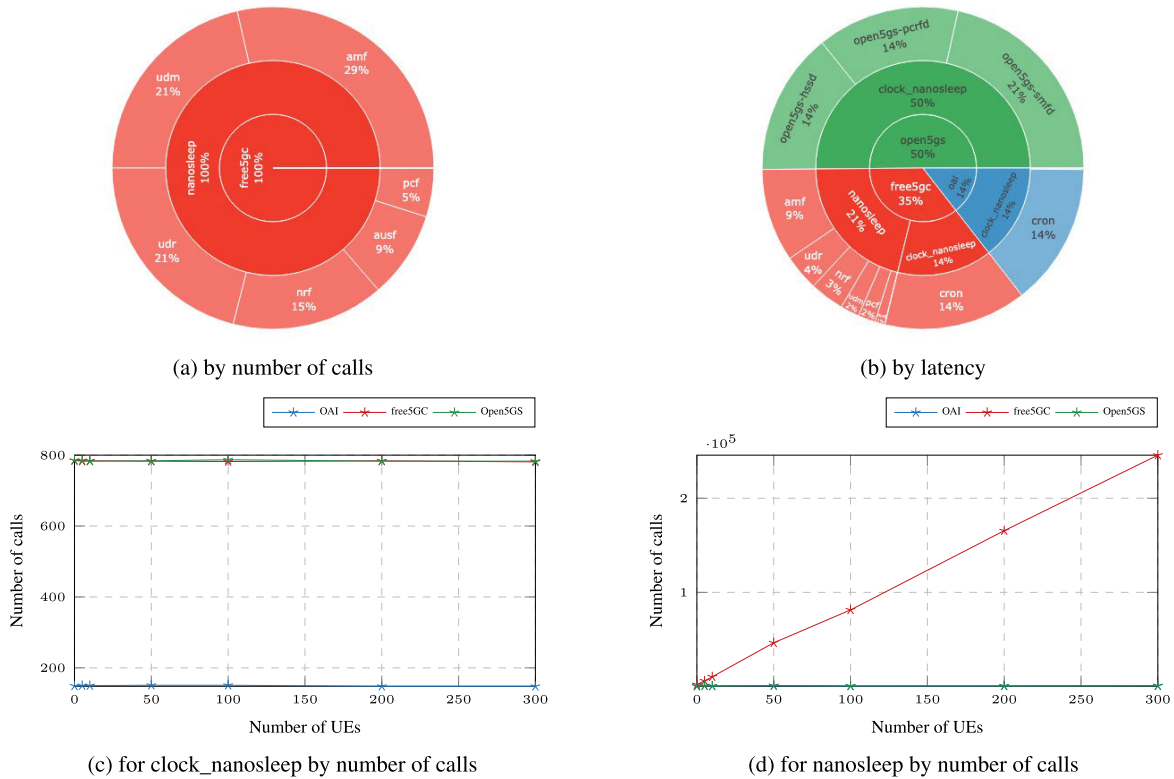 amf
29%
udm
21%
nanosleep
100%
free5gc
100%
pcf
5%
ausf
9%
udr
21%
nrf
15%
(a) by number of calls
open5gs-pcrfd
14%
open5gs-smfd
21%
open5gs-hssd
14%
clock_nanosleep
50%
open5gs
50%
free5gc
35%
oai
14%
clock_nanosleep
14%
cron
14%
nanosleep
21%
clock_nanosleep
14%
amf
9%
udr
4%
nrf
3%
udm
2%
pcf
2%
cron
14%
(b) by latency
OAI free5GC Open5GS
800
600
400
200
Number of calls
0 50 100 150 200 250 300
Number of UEs
(c) for clock_nanosleep by number of calls
OAI free5GC Open5GS
·10⁵
2
1
Number of calls
0 50 100 150 200 250 300
Number of UEs
(d) for nanosleep by number of calls